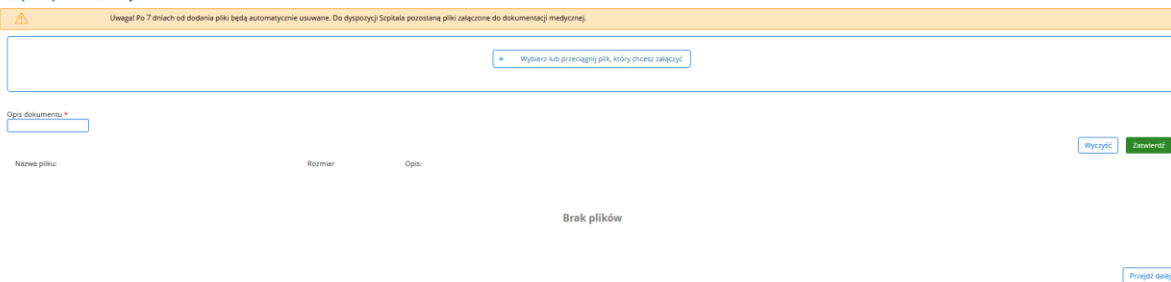 Uwaga! Po 7 dniach od dodania pliki będą automatycznie usuwane. Do dyspozycji Szpitala pozostaną pliki załączone do dokumentacji medycznej.
+ Wybierz lub przeciągnij plik, który chcesz załączyć
Opis dokumentu *
Wyczyść Zatwierdź
Nazwa pliku: Rozmiar Opis:
Brak plików
Przejdź dalej